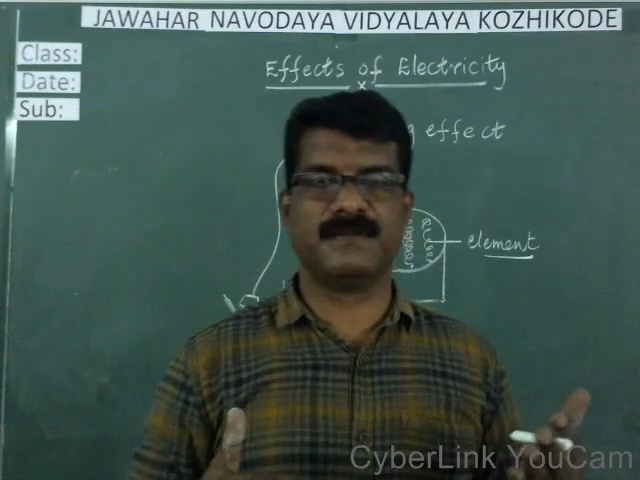 JAWAHAR NAVODAYA VIDYALAYA KOZHIKODE
Class:
Date:
Sub:
Effects of Electricity
effect
element
CyberLink YouCam